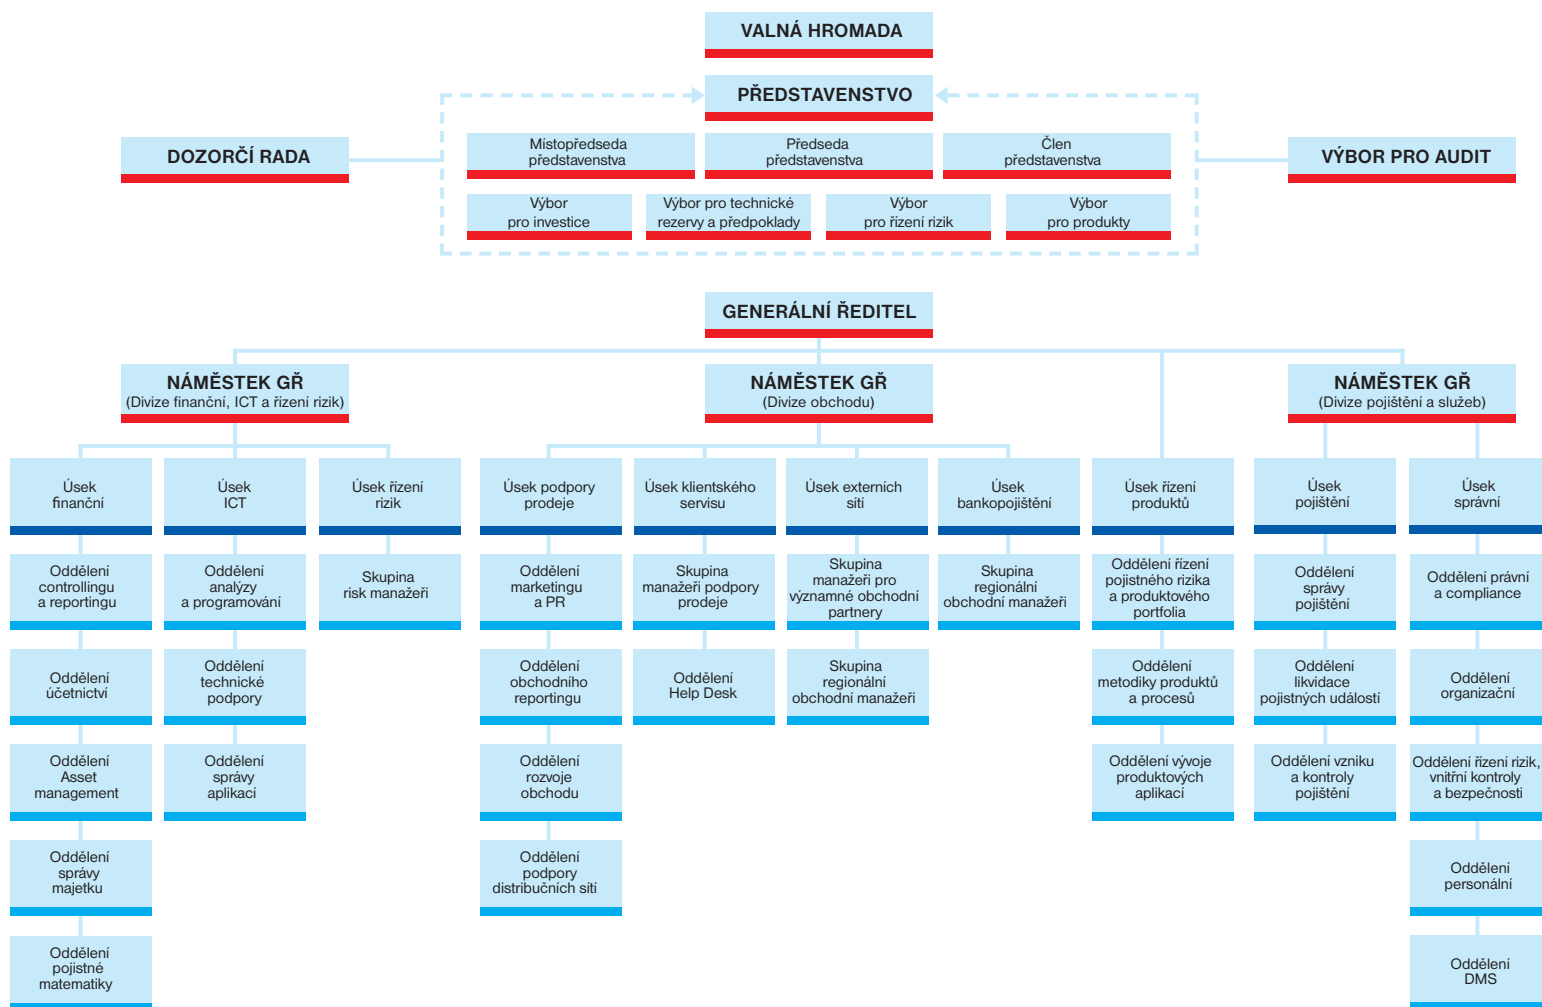 VALNÁ HROMADA
PŘEDSTAVENSTVO
DOZORČÍ RADA
Místopředseda
představenstva
Předseda
představenstva
Člen
představenstva
VÝBOR PRO AUDIT
Výbor
pro investice
Výbor pro technické
rezervy a předpoklady
Výbor
pro řízení rizik
Výbor
pro produkty
GENERÁLNÍ ŘEDITEL
NÁMĚSTEK GŘ
(Divize finanční, ICT a řízení rizik)
NÁMĚSTEK GŘ
(Divize obchodu)
NÁMĚSTEK GŘ
(Divize pojištění a služeb)
Úsek
finanční
Úsek
ICT
Úsek řízení
rizik
Úsek podpory
prodeje
Úsek klientského
servisu
Úsek externích
sítí
Úsek
bankopojištění
Úsek řízení
produktů
Úsek
pojištění
Úsek
správní
Oddělení
controllingu
a reportingu
Oddělení
analýzy
a programování
Skupina
risk manažeři
Oddělení
marketingu
a PR
Skupina
manažeři podpory
prodeje
Skupina
manažeři pro
významné obchodní
partnery
Skupina
regionální
obchodní manažeři
Oddělení řízení
pojistného rizika
a produktového
portfolia
Oddělení
správy
pojištění
Oddělení právní
a compliance
Oddělení
účetnictví
Oddělení
technické
podpory
Oddělení
obchodního
reportingu
Oddělení
Help Desk
Skupina
regionální
obchodní manažeři
Oddělení
metodiky produktů
a procesů
Oddělení
likvidace
pojistných událostí
Oddělení
organizační
Oddělení
Asset
management
Oddělení
správy
aplikací
Oddělení
rozvoje
obchodu
Oddělení vývoje
produktových
aplikací
Oddělení vzniku
a kontroly
pojištění
Oddělení řízení rizik,
vnitřní kontroly
a bezpečnosti
Oddělení
správy
majetku
Oddělení
podpory
distribučních sítí
Oddělení
personální
Oddělení
pojistné
matematiky
Oddělení
DMS